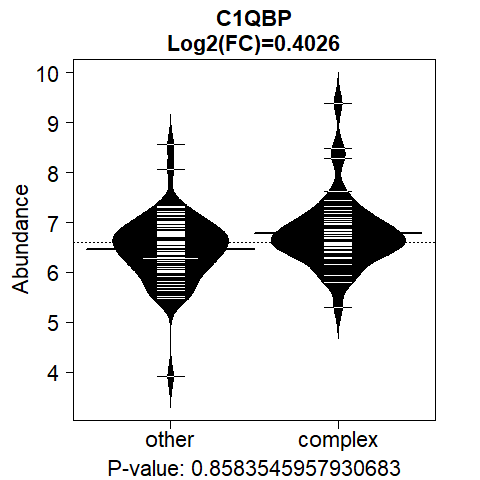 C1QBP
Log2(FC)=0.4026
Abundance
10
9
8
7
6
5
4
other complex
P-value: 0.8583545957930683